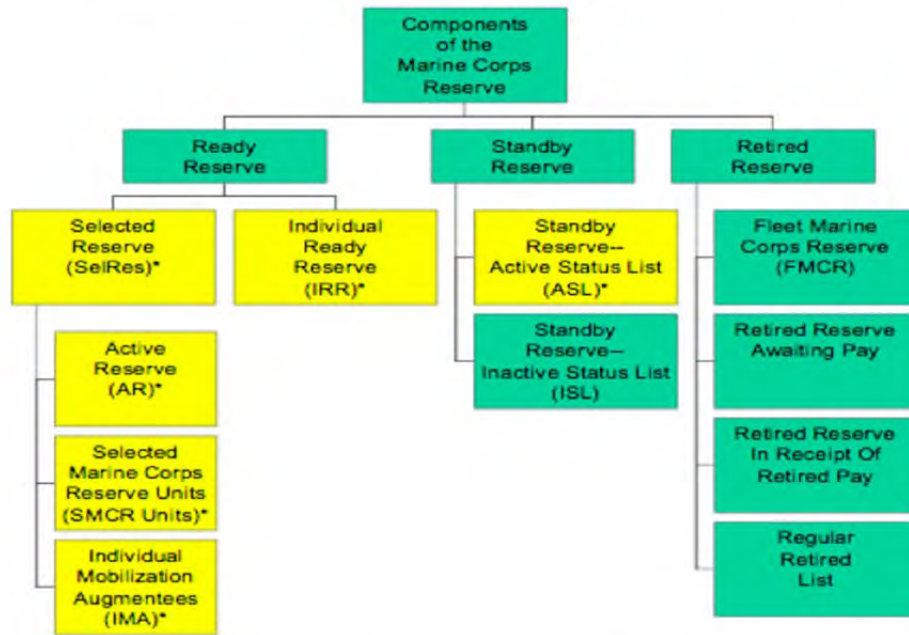 Components
of the
Marine Corps
Reserve
Ready
Reserve
Standby
Reserve
Retired
Reserve
Selected
Reserve
(SelRes)*
Individual
Ready
Reserve
(IRR)*
Standby
Reserve--
Active Status List
(ASL)*
Fleet Marine
Corps Reserve
(FMCR)
Active
Reserve
(AR)*
Standby
Reserve--
Inactive Status List
(ISL)
Retired Reserve
Awaiting Pay
Selected
Marine Corps
Reserve Units
(SMCR Units)*
Retired Reserve
In Receipt Of
Retired Pay
Individual
Mobilization
Augmentees
(IMA)*
Regular
Retired
List